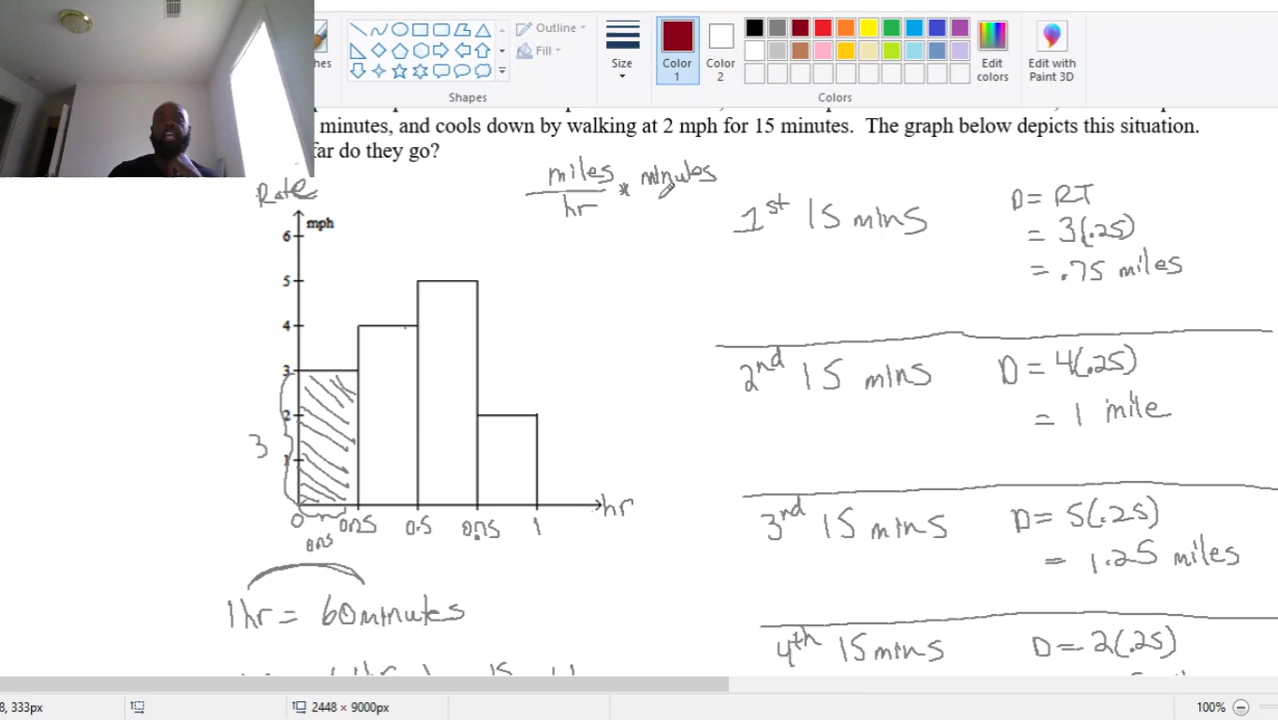 Outline
Fill
Size
Color
1
Color
2
Edit
colors
Edit with
Paint 3D
Shapes
Colors
minutes, and cools down by walking at 2 mph for 15 minutes. The graph below depicts this situation.
far do they go?
miles
hr
* minutes
Rate
mph
6
5
4
3
2
1
3
0
0.5
1
hr
1hr = 60minutes
1st 15 mins
D = RT
= 3(.25)
= .75 miles
2nd 15 mins
D = 4(.25)
= 1 mile
3nd 15 mins
D = 5(.25)
= 1.25 miles
4th 15 mins
D = 2(.25)
333px
2448 × 9000px
100%